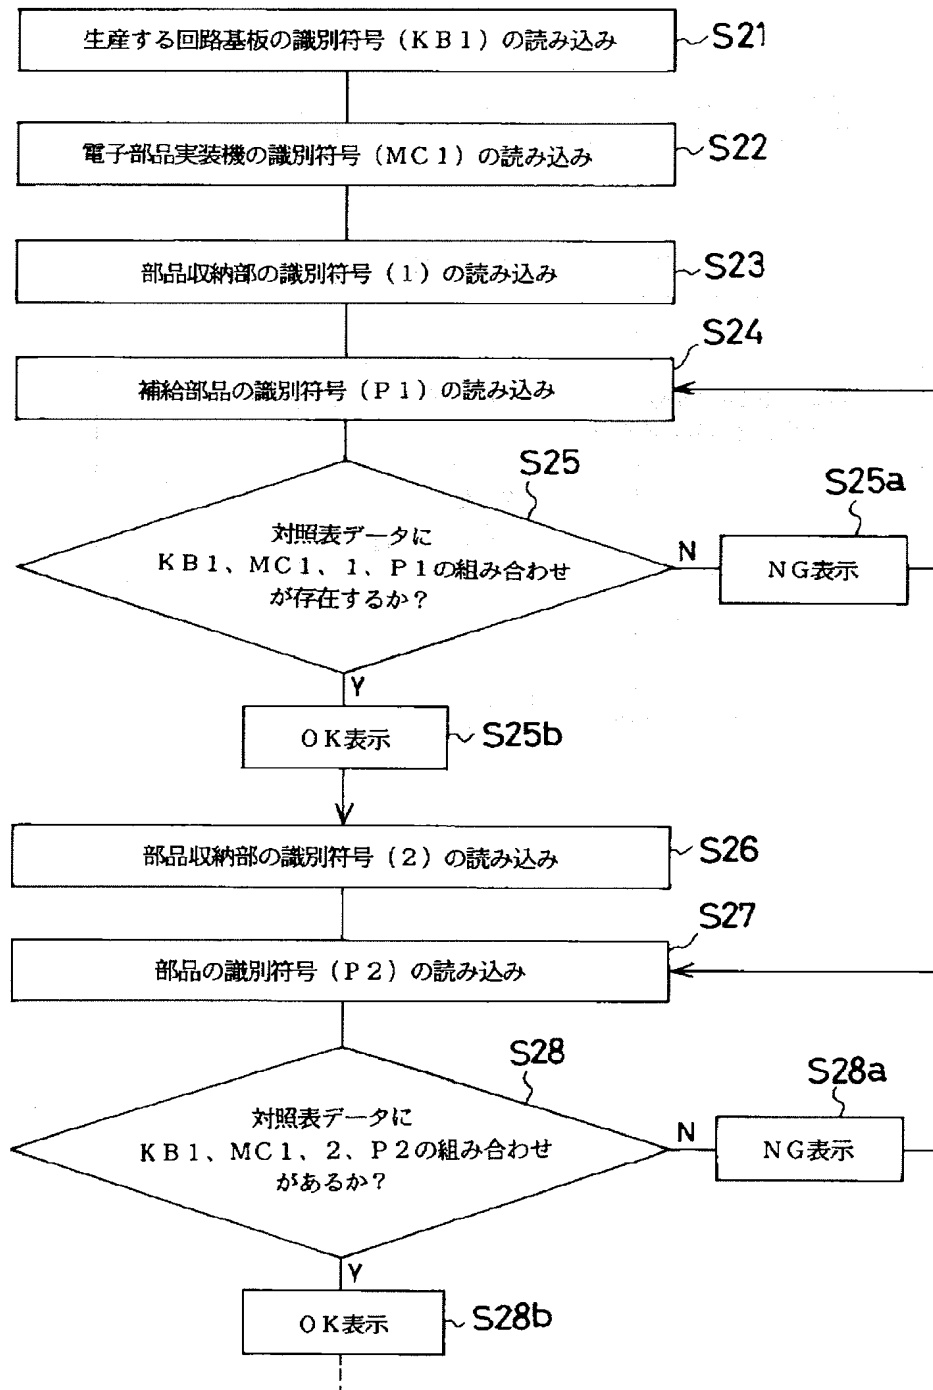 生産する回路基板の識別符号(KB1)の読み込み
S21
電子部品実装機の識別符号(MC1)の読み込み
S22
部品収納部の識別符号(1)の読み込み
S23
S24
補給部品の識別符号(P1)の読み込み
S25
対照表データに
KB1、MC1、1、P1の組み合わせ
が存在するか?
N
S25a
NG表示
Y
OK表示
S25b
部品収納部の識別符号(2)の読み込み
S26
S27
部品の識別符号(P2)の読み込み
S28
対照表データに
KB1、MC1、2、P2の組み合わせ
があるか?
N
S28a
NG表示
Y
OK表示
S28b